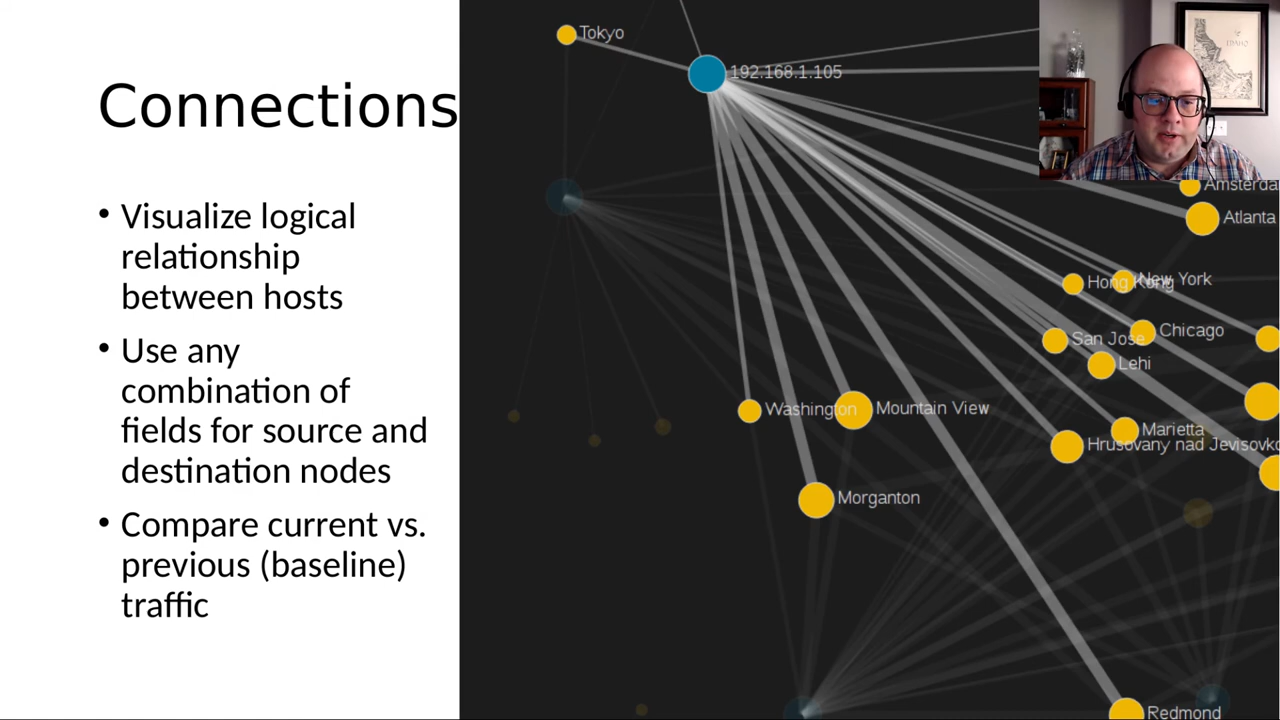 Connections
• Visualize logical
relationship
between hosts
• Use any
combination of
fields for source and
destination nodes
• Compare current vs.
previous (baseline)
traffic
Tokyo
192.168.1.105
IDAHO
Amsterda
Atlanta
Hong Kong
New York
San Jose
Chicago
Lehi
Washington
Mountain View
Marietta
Hrusovany nad Jevisovko
Morganton
Redmond